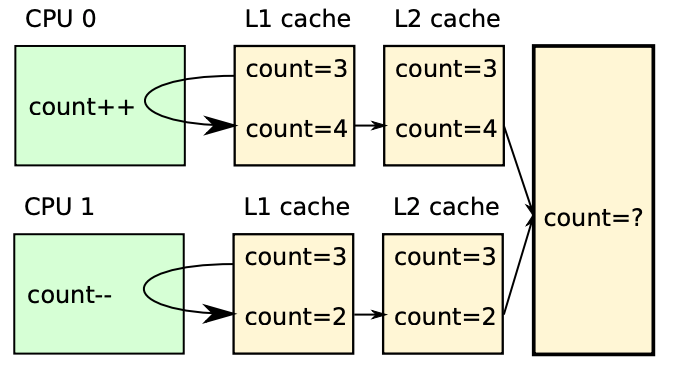 CPU 0
L1 cache
L2 cache
count++
count=3
count=4
count=3
count=4
CPU 1
L1 cache
L2 cache
count--
count=3
count=2
count=3
count=2
count=?